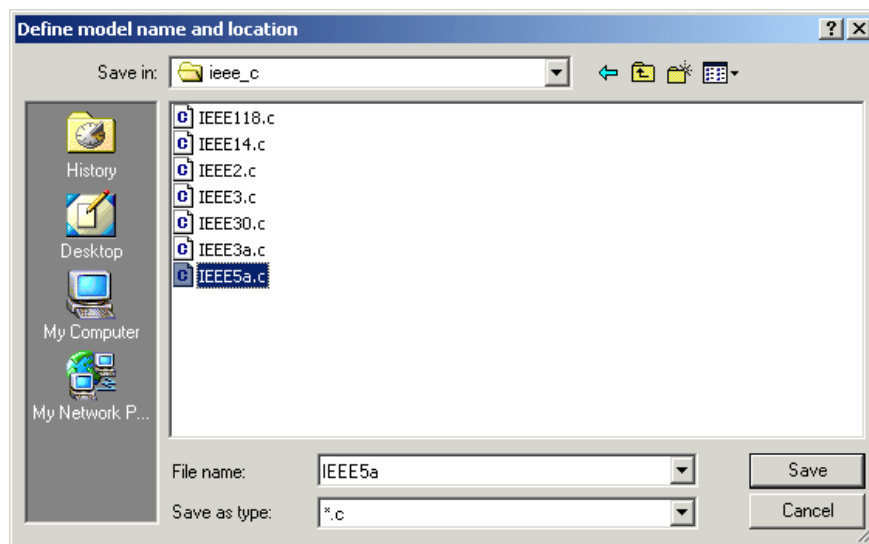 Define model name and location
Save in: ieee_c
History
Desktop
My Computer
My Network P...
IEEE118.c
IEEE14.c
IEEE2.c
IEEE3.c
IEEE30.c
IEEE3a.c
IEEE5a.c
File name: IEEE5a Save
Save as type: *.c Cancel